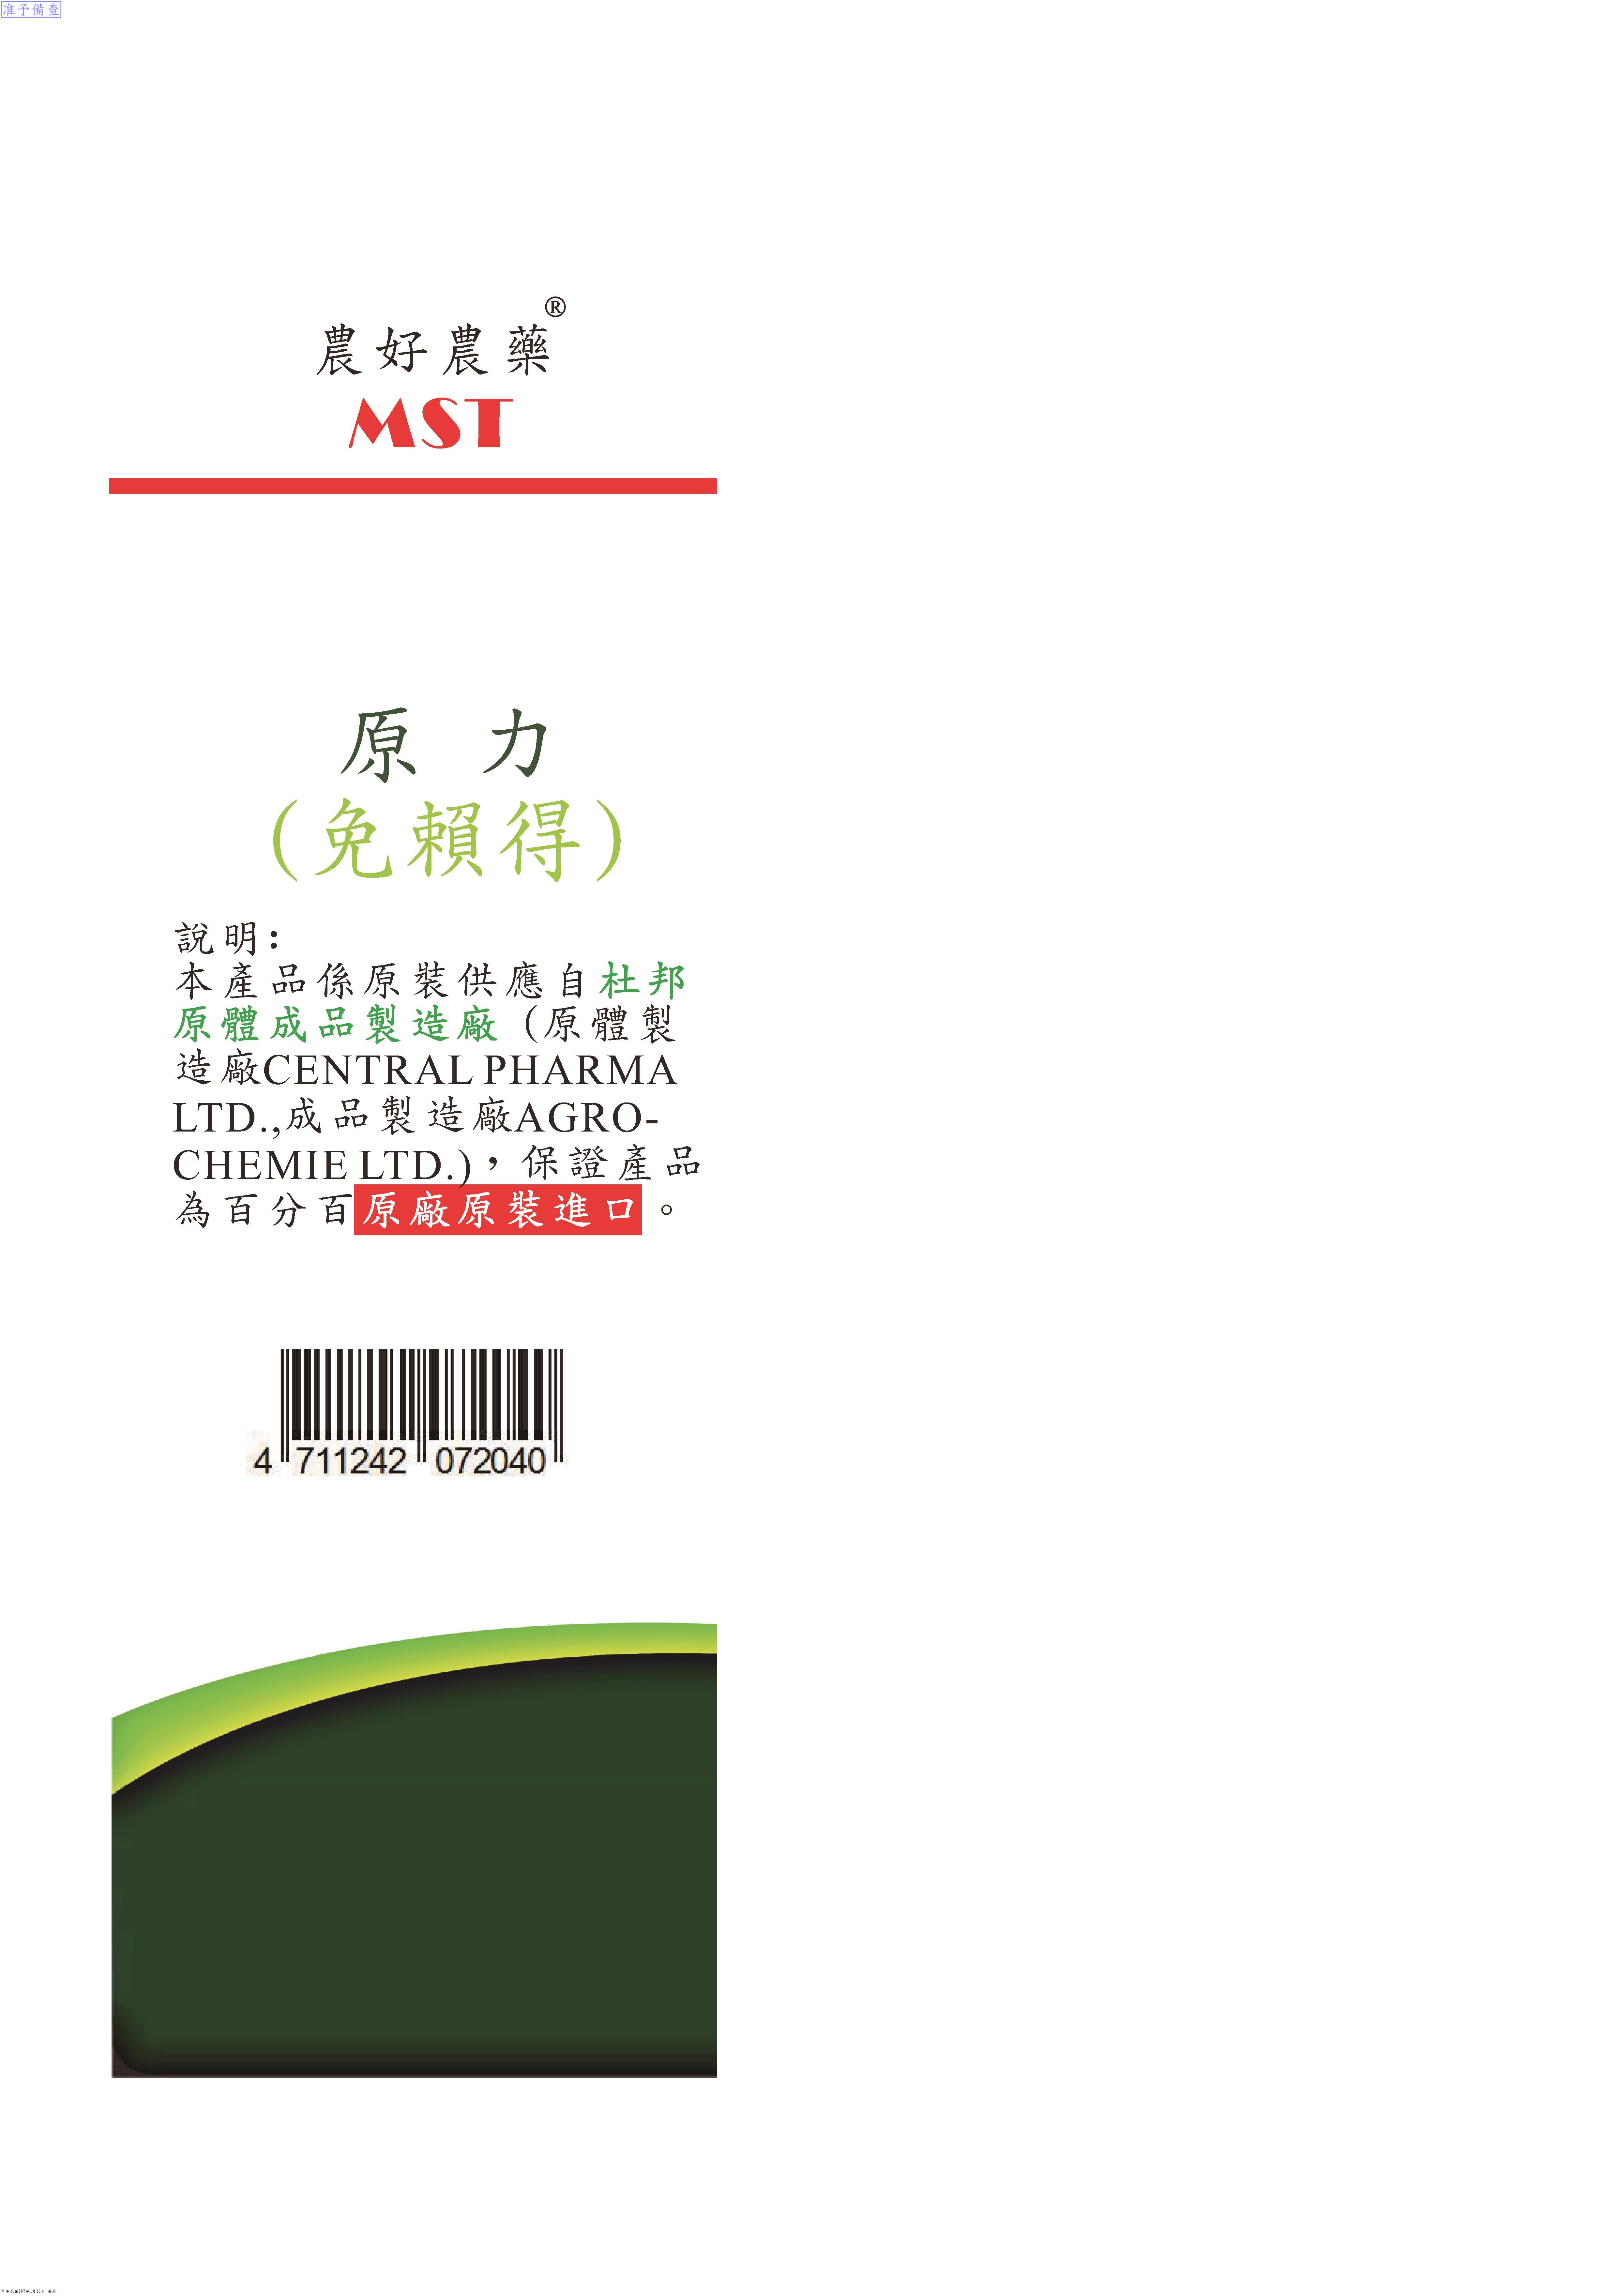 准予備查
農好農藥®
MST
原 力
(免賴得)
說明:
本產品係原裝供應自杜邦
原體成品製造廠（原體製
造廠CENTRAL PHARMA
LTD.,成品製造廠AGRO-
CHEMIE LTD.)，保證產品
為百分百原廠原裝進口。
4 711242 072040